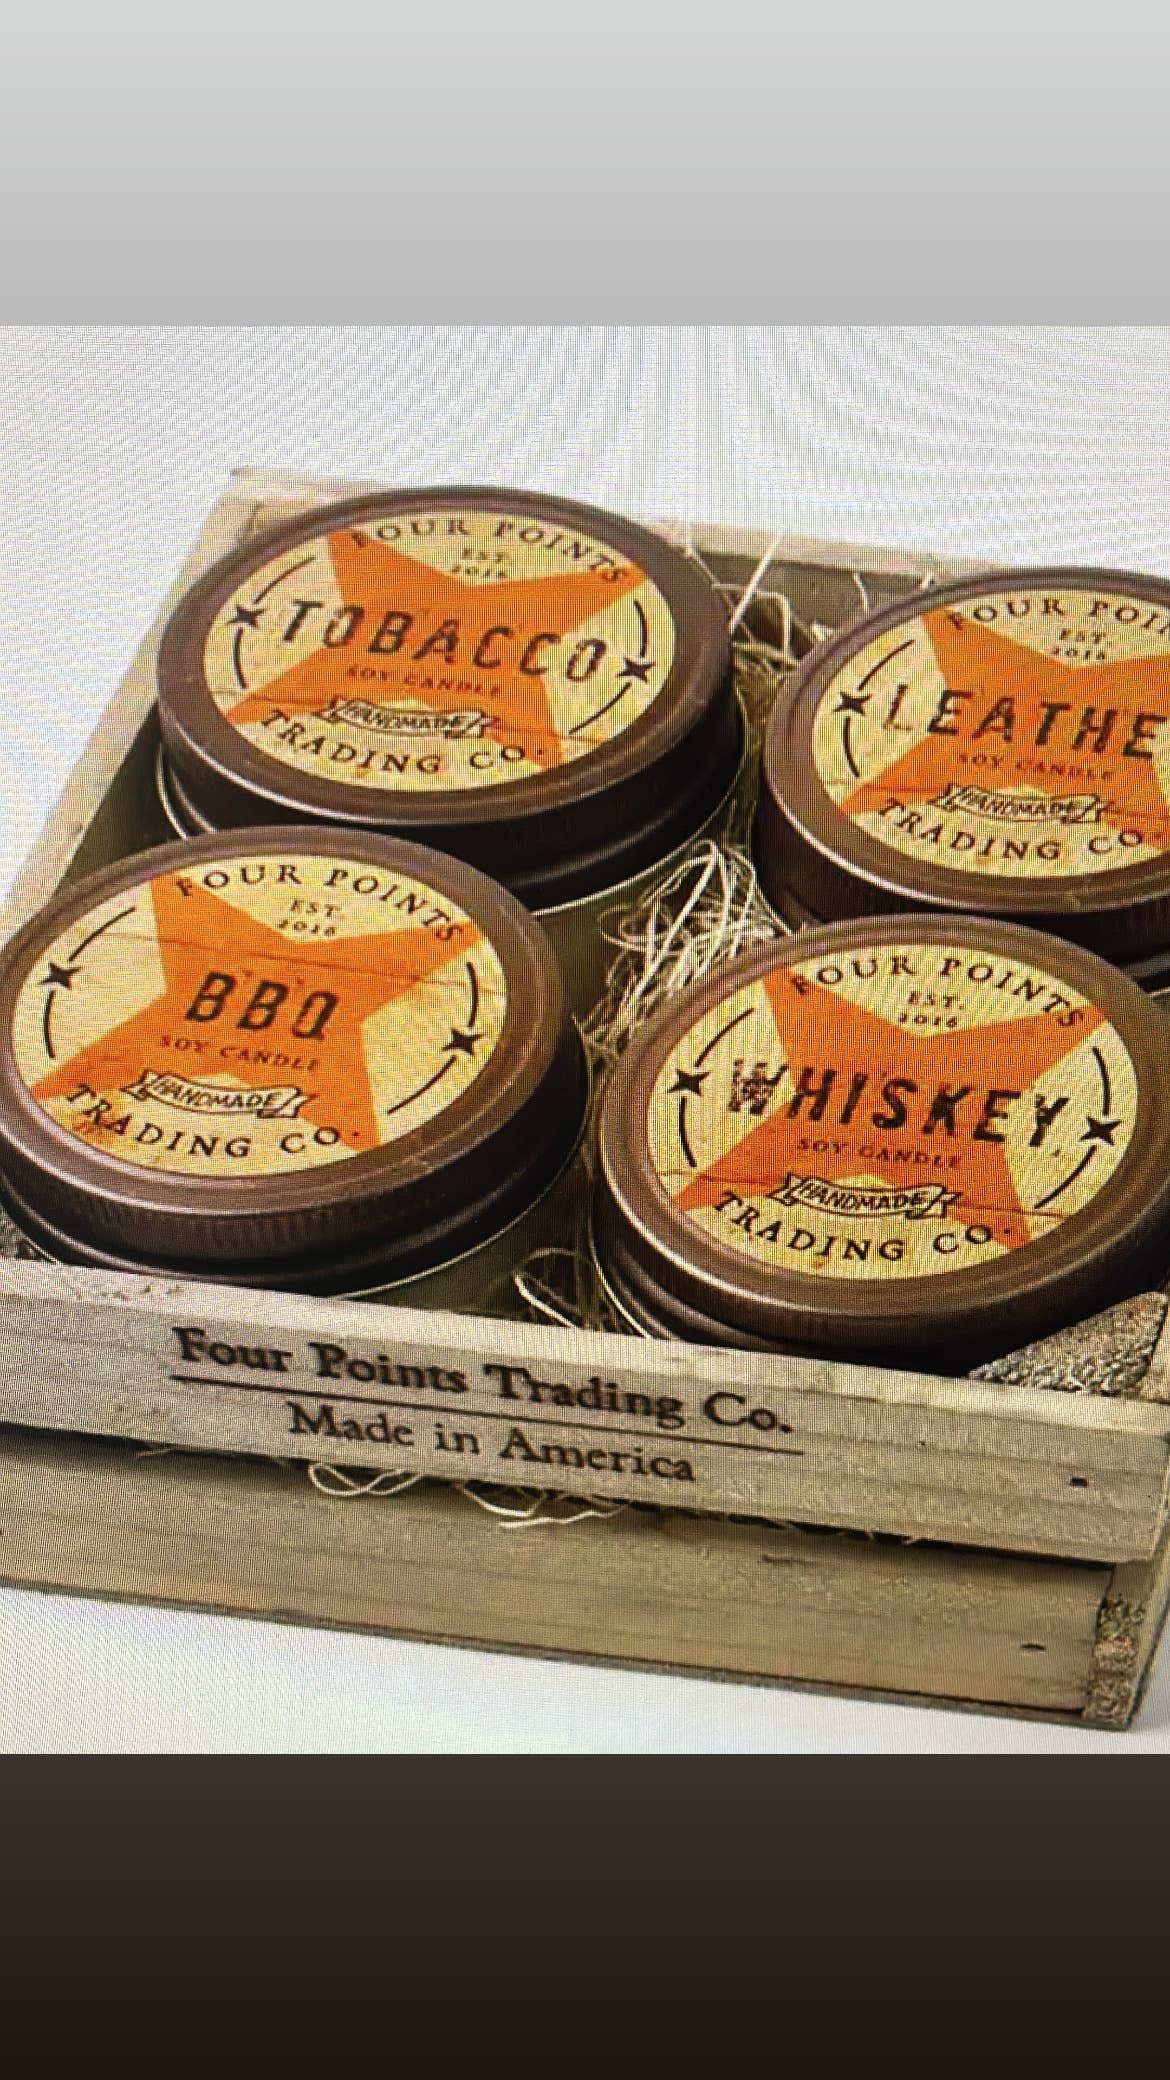 FOUR POINTS
EST.
2016
TOBACCO
SOY CANDLE
HANDMADE
TRADING CO.
FOUR POI
EST.
2016
LEATHE
SOY CANDLE
HANDMADE
TRADING CO.
FOUR POINTS
EST.
2016
BBQ
SOY CANDLE
HANDMADE
TRADING CO.
FOUR POINTS
EST.
2016
WHISKEY
SOY CANDLE
HANDMADE
TRADING CO.
Four Points Trading Co.
Made in America